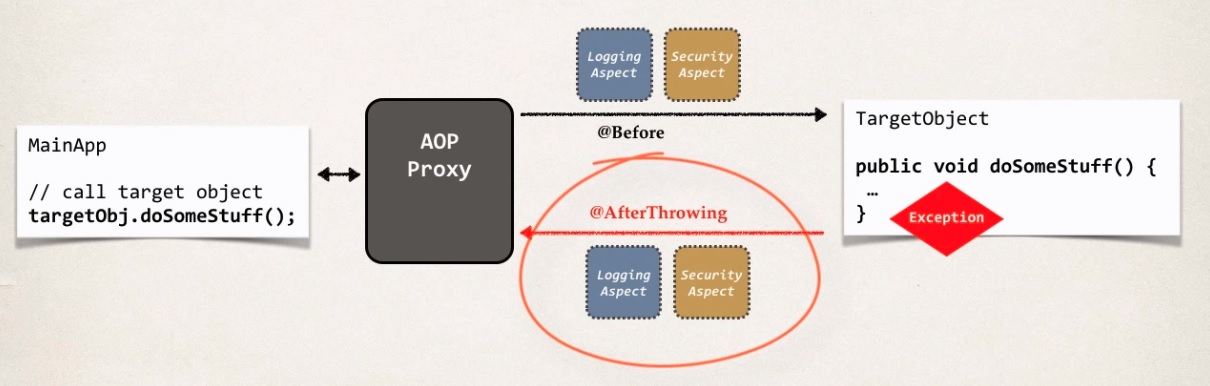 MainApp
// call target object
targetObj.doSomeStuff();
AOP
Proxy
Logging
Aspect
Security
Aspect
@Before
@AfterThrowing
Logging
Aspect
Security
Aspect
TargetObject
public void doSomeStuff() {
…
}
Exception